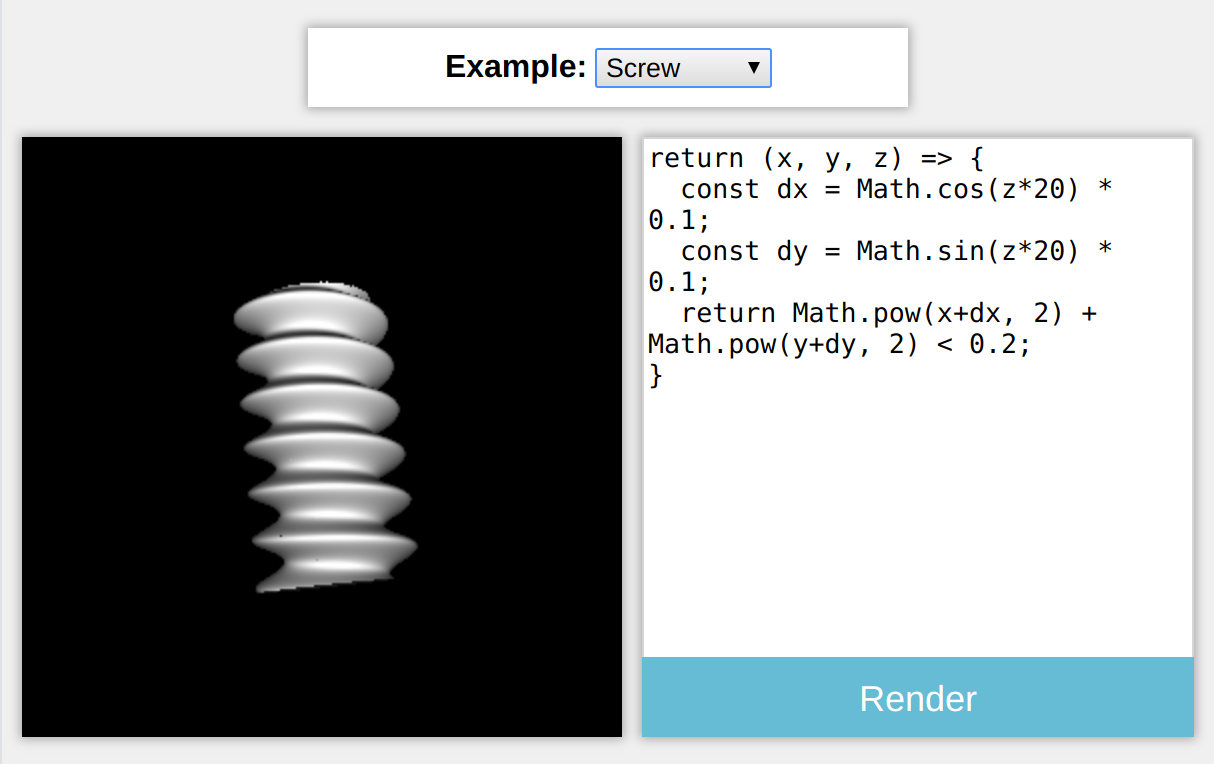 Example: Screw
return (x, y, z) => {
  const dx = Math.cos(z*20) *
0.1;
  const dy = Math.sin(z*20) *
0.1;
  return Math.pow(x+dx, 2) +
Math.pow(y+dy, 2) < 0.2;
}
Render